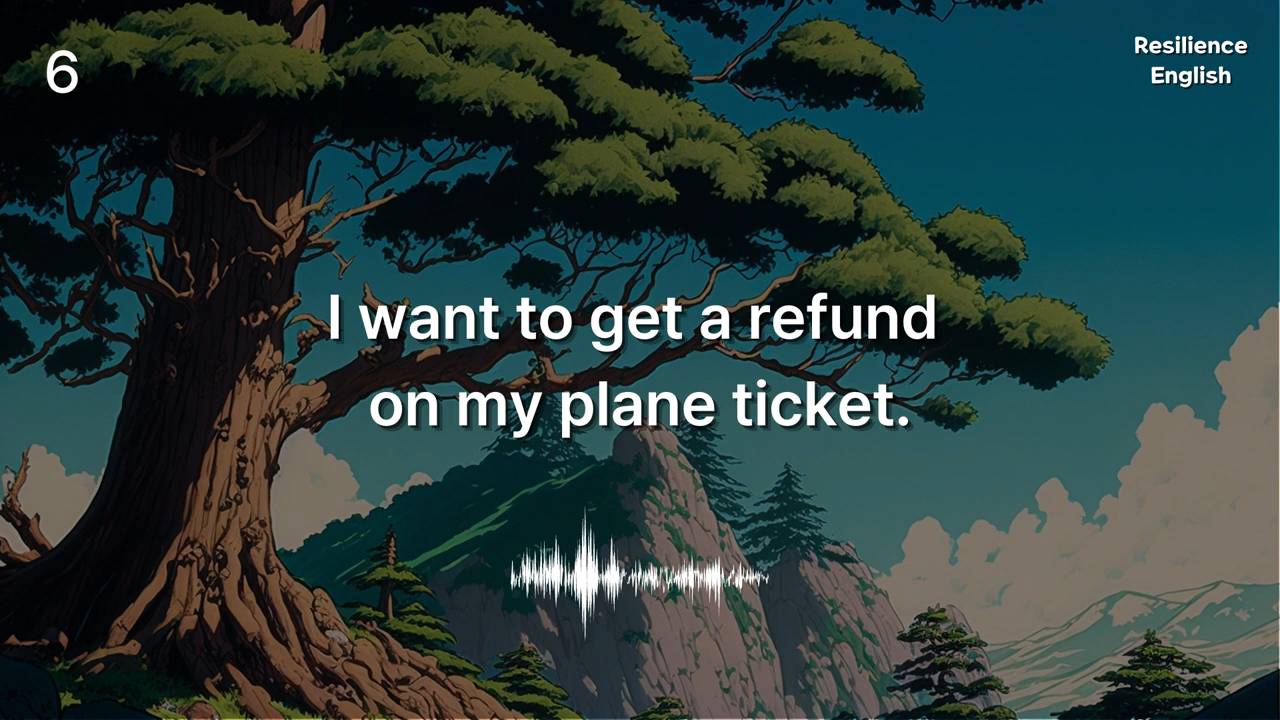 6
Resilience
English
I want to get a refund
on my plane ticket.